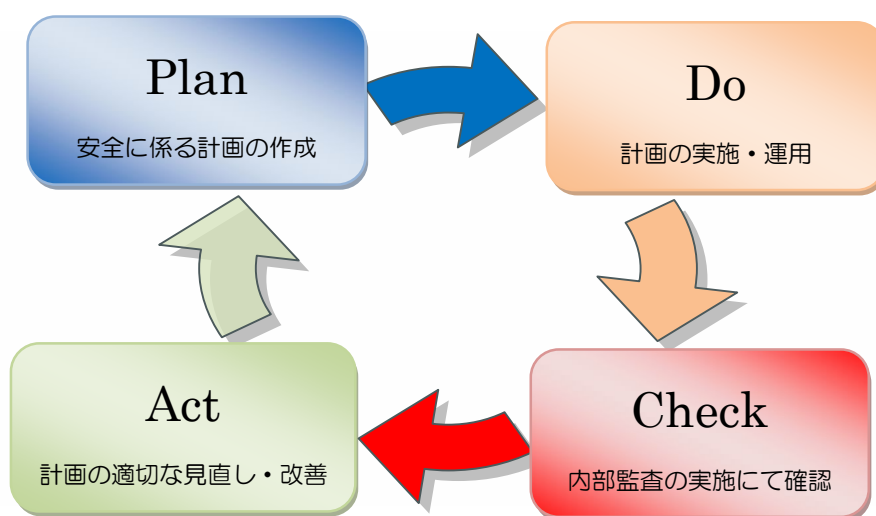 Plan
安全に係る計画の作成
Do
計画の実施・運用
Act
計画の適切な見直し・改善
Check
内部監査の実施にて確認